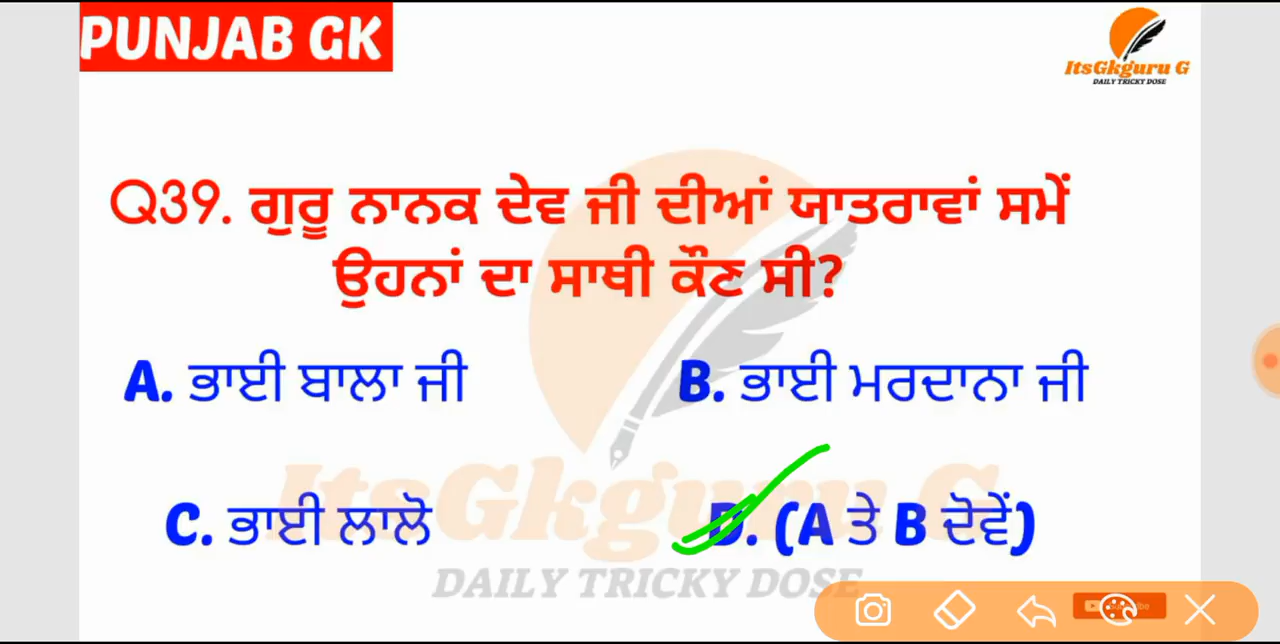 PUNJAB GK
ItsGkguru G
DAILY TRICKY DOSE
Q39. ਗੁਰੂ ਨਾਨਕ ਦੇਵ ਜੀ ਦੀਆਂ ਯਾਤਰਾਵਾਂ ਸਮੇਂ
ਉਹਨਾਂ ਦਾ ਸਾਥੀ ਕੌਣ ਸੀ?
A. ਭਾਈ ਬਾਲਾ ਜੀ
B. ਭਾਈ ਮਰਦਾਨਾ ਜੀ
ItsGkguru G
C. ਭਾਈ ਲਾਲੋ
D. (A ਤੇ B ਦੋਵੇਂ)
DAILY TRICKY DOSE